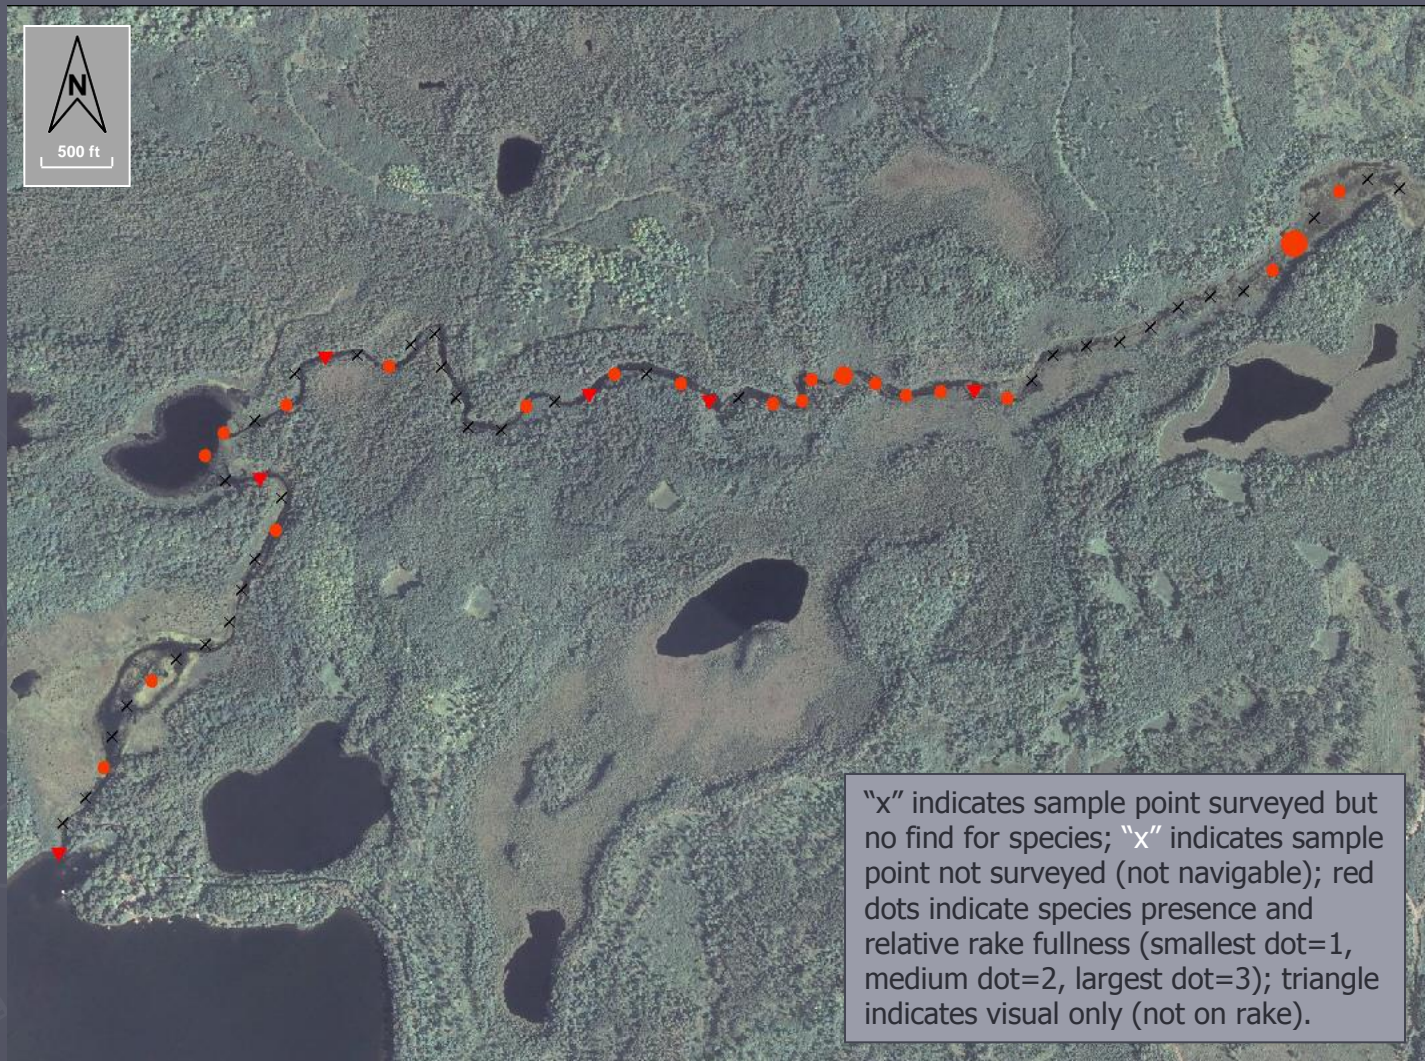 N
500 ft
“x” indicates sample point surveyed but
no find for species; “x” indicates sample
point not surveyed (not navigable); red
dots indicate species presence and
relative rake fullness (smallest dot=1,
medium dot=2, largest dot=3); triangle
indicates visual only (not on rake).